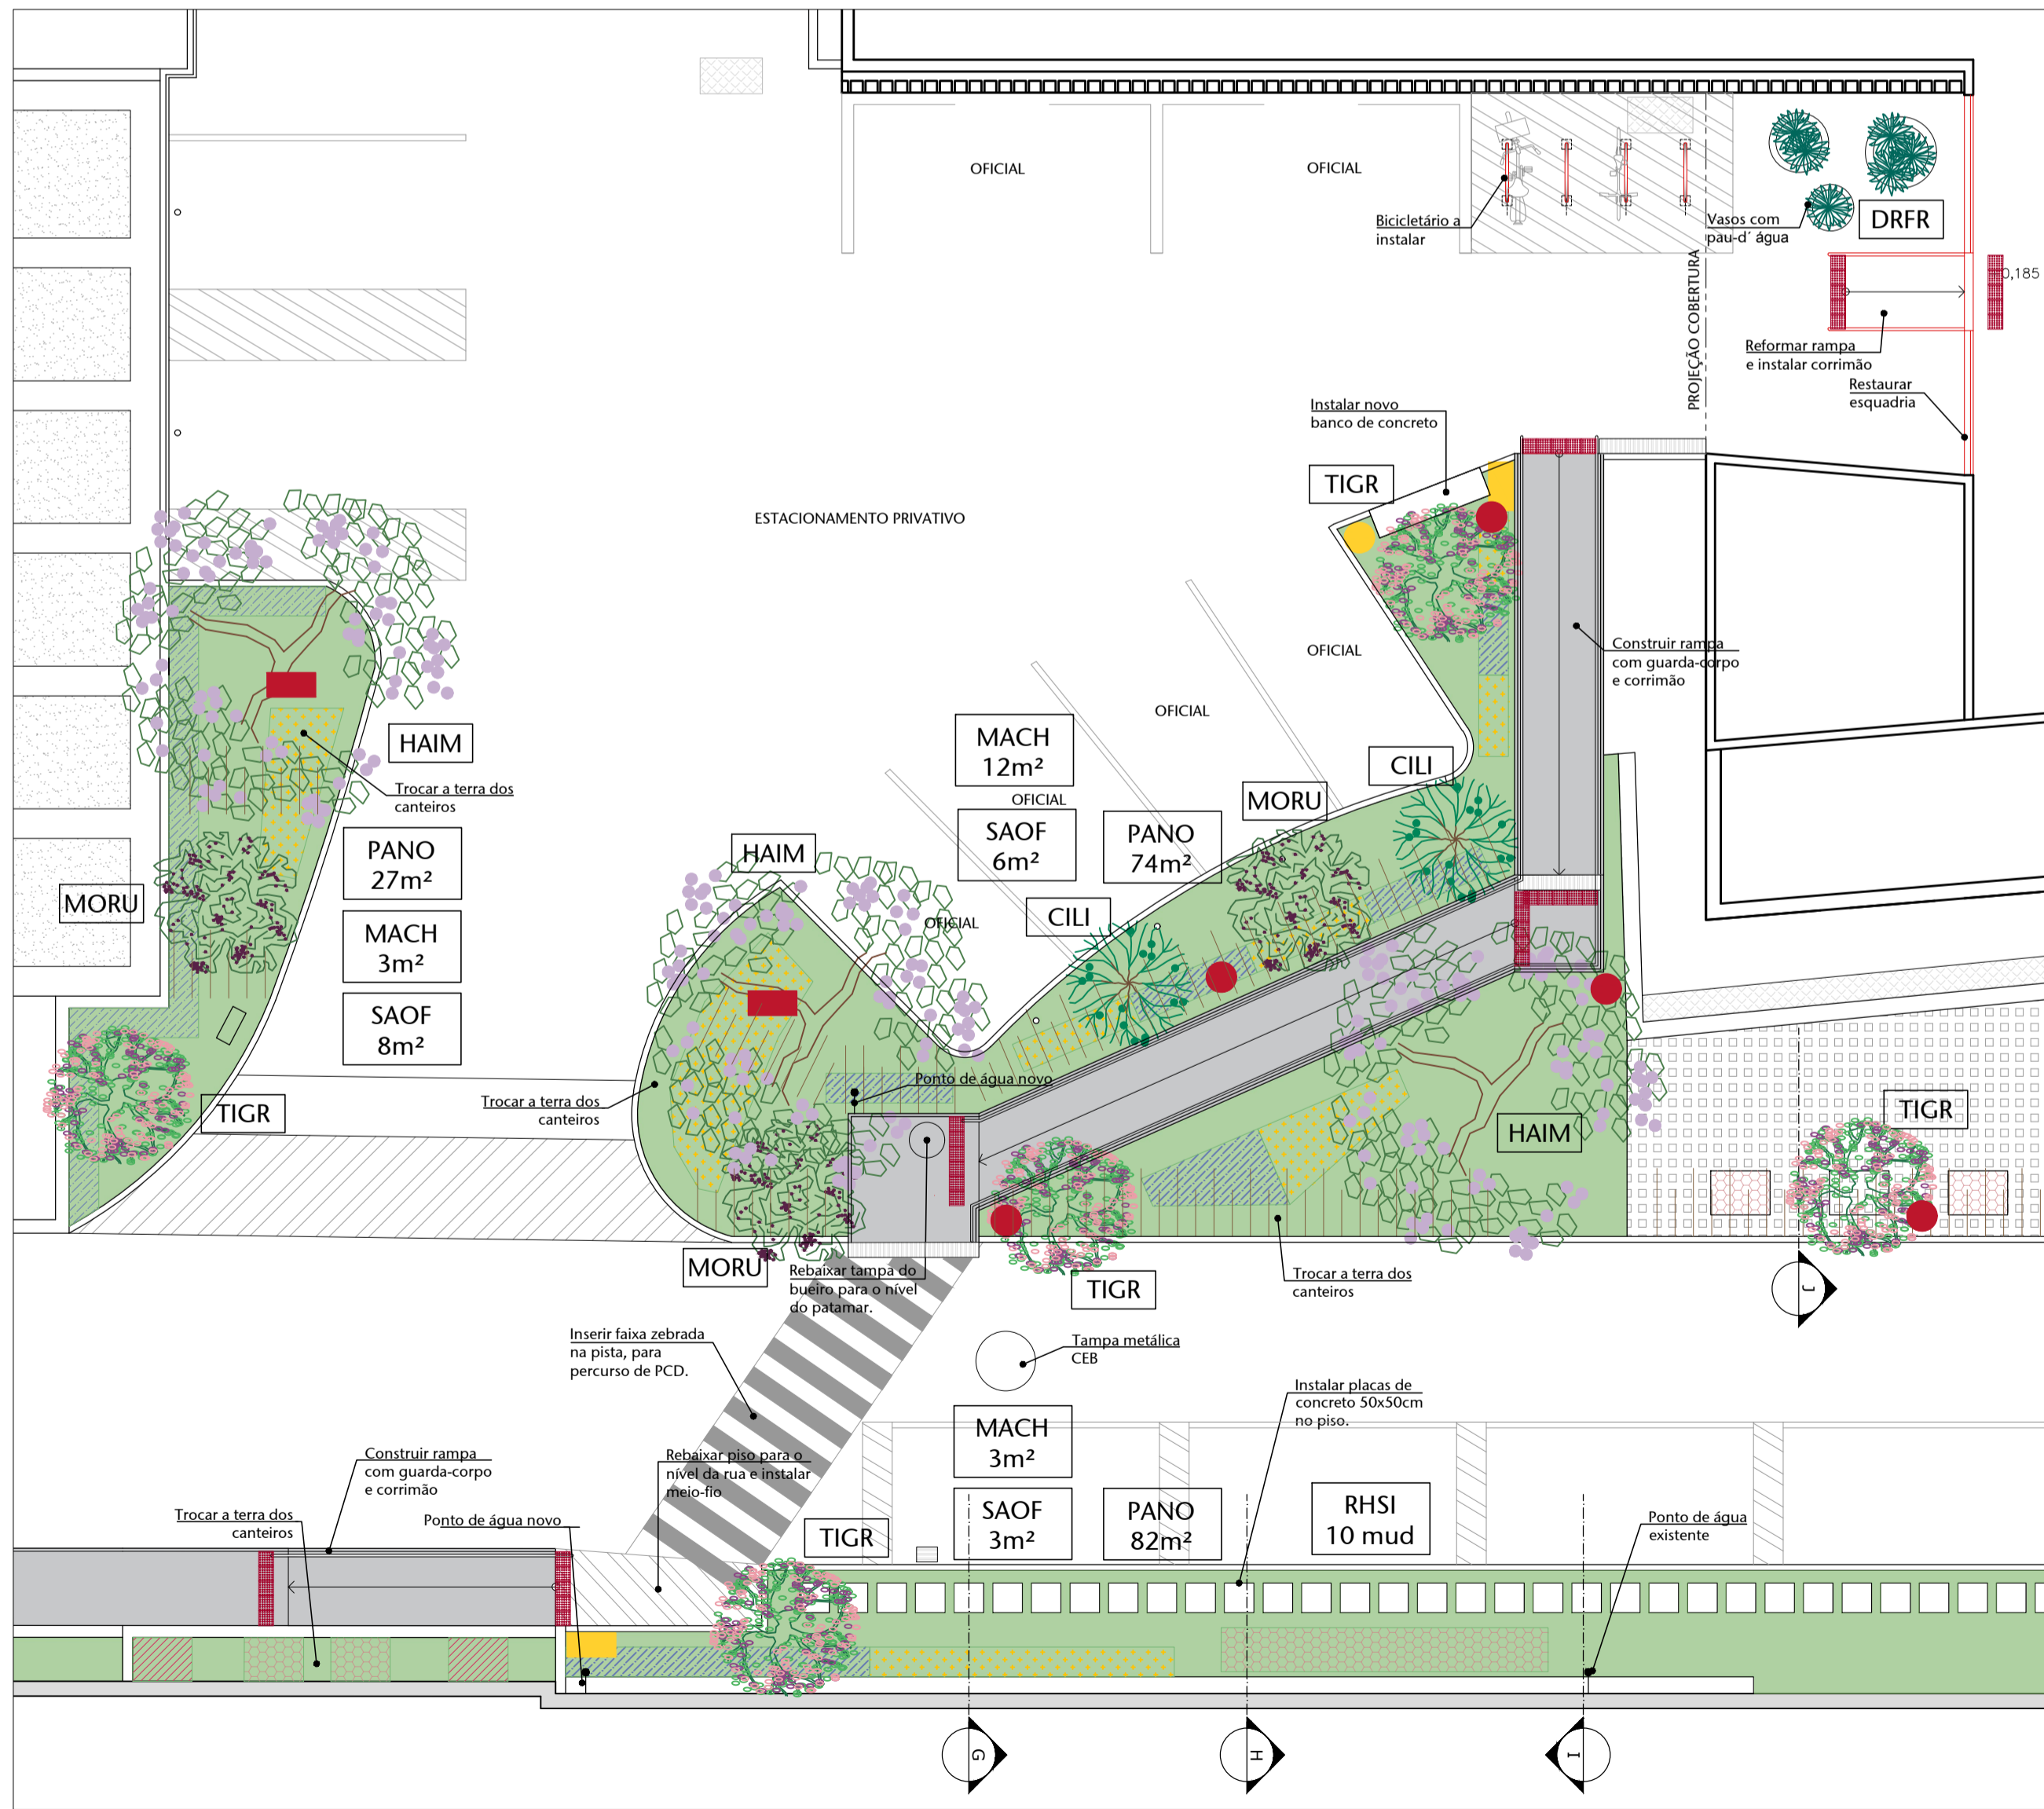 OFICIAL
OFICIAL
Bicicletário a
instalar
Vasos com
pau-d´ água
DRFR
0,185
PROJEÇÃO COBERTURA
Reformar rampa
e instalar corrimão
Restaurar
esquadria
Instalar novo
banco de concreto
TIGR
ESTACIONAMENTO PRIVATIVO
OFICIAL
Construir rampa
com guarda-corpo
e corrimão
OFICIAL
HAIM
MACH
12m²
CILI
Trocar a terra dos
canteiros
OFICIAL
MORU
SAOF
6m²
PANO
74m²
PANO
27m²
HAIM
MORU
CILI
OFICIAL
MACH
3m²
SAOF
8m²
Ponto de água novo
Trocar a terra dos
canteiros
TIGR
HAIM
TIGR
MORU
Rebaixar tampa do
bueiro para o nível
do patamar.
TIGR
Trocar a terra dos
canteiros
J
Inserir faixa zebrada
na pista, para
percurso de PCD.
Tampa metálica
CEB
Instalar placas de
concreto 50x50cm
no piso.
MACH
3m²
Construir rampa
com guarda-corpo
e corrimão
Rebaixar piso para o
nível da rua e instalar
meio-fio
Trocar a terra dos
canteiros
Ponto de água novo
TIGR
SAOF
3m²
PANO
82m²
RHSI
10 mud
Ponto de água
existente
G
H
I